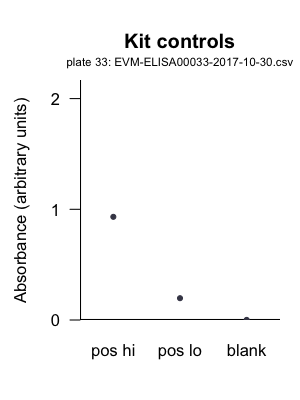 Kit controls
plate 33: EVM-ELISA00033-2017-10-30.csv
Absorbance (arbitrary units)
2
1
0
pos hi pos lo blank